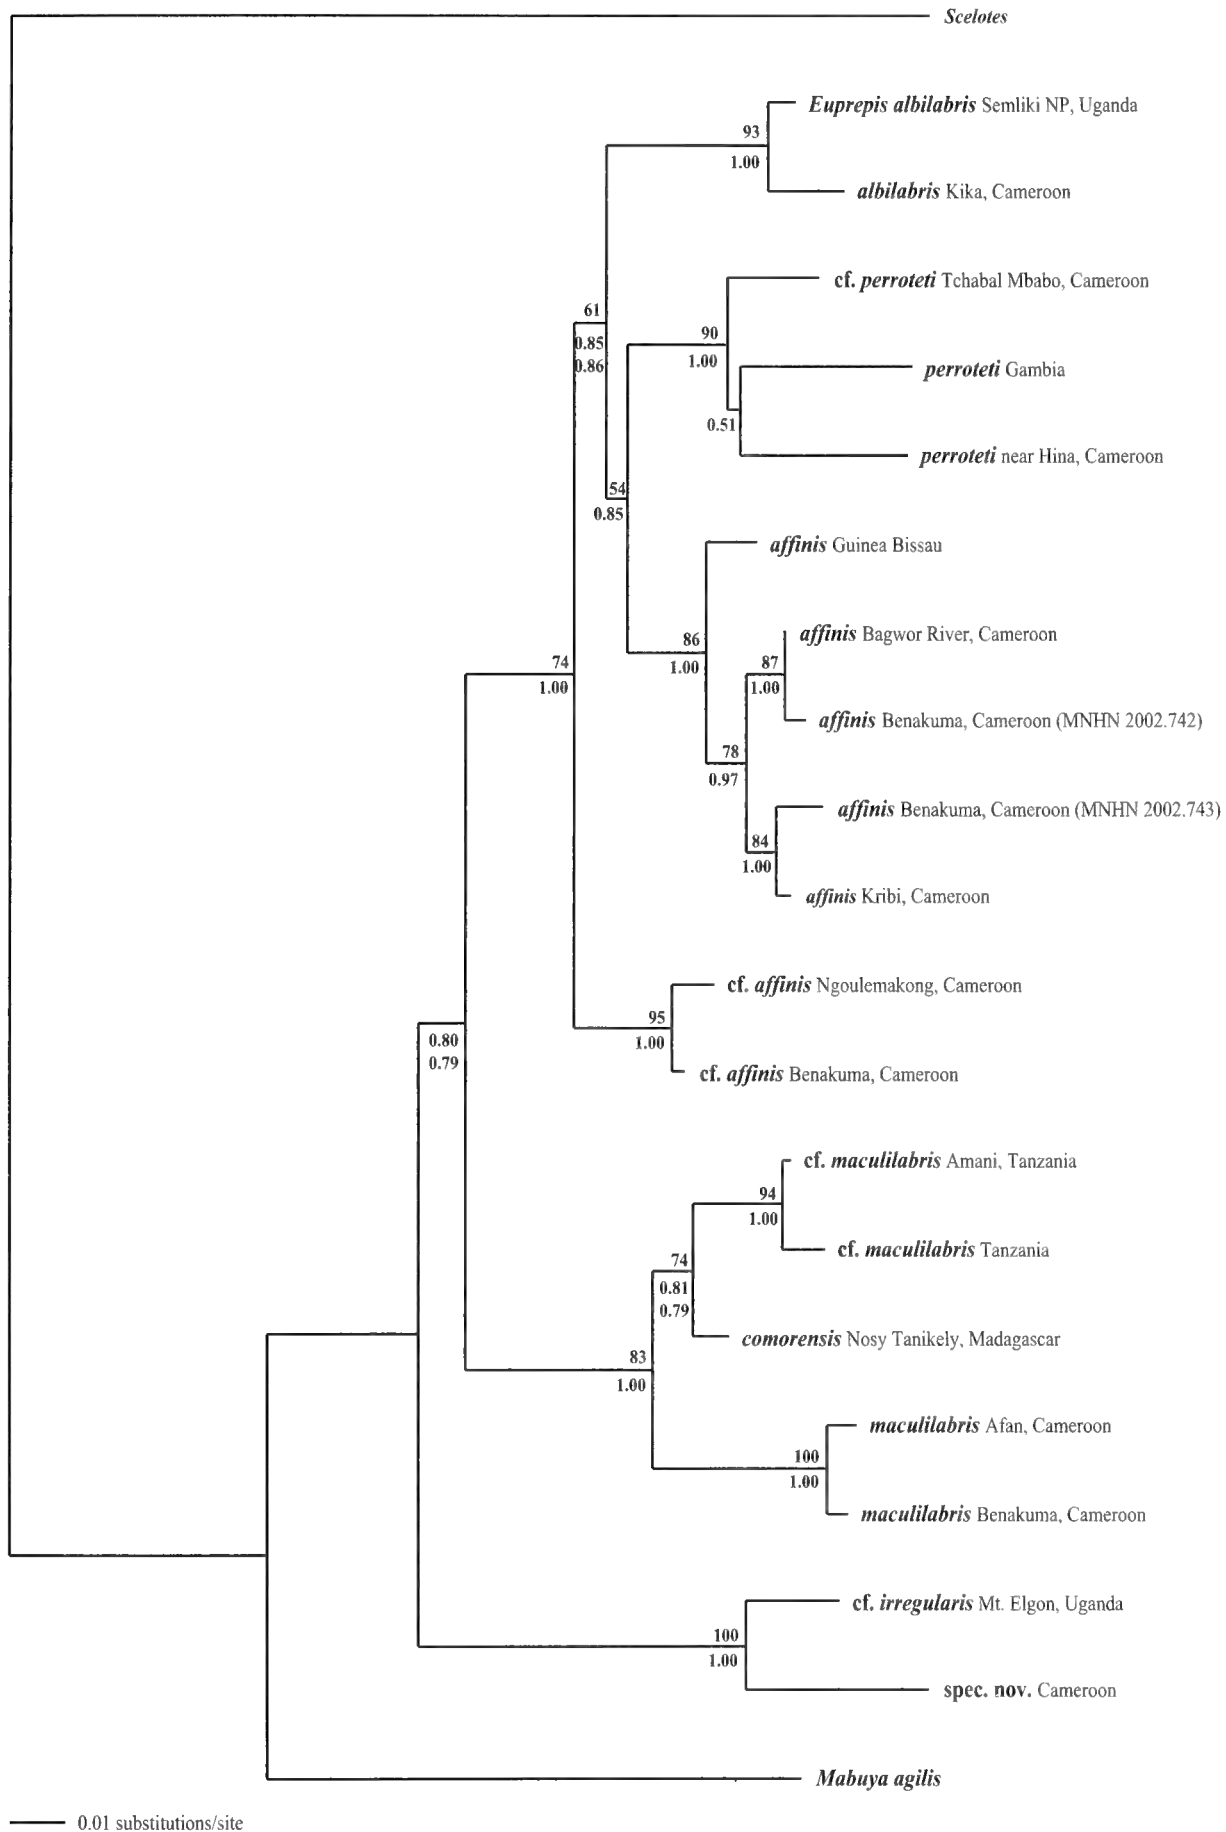 Scelotes
Euprepis albilabris Semliki NP, Uganda
93
1.00
albilabris Kika, Cameroon
cf. perroteti Tchabal Mbabo, Cameroon
61
90
0.85
1.00
0.86
perroteti Gambia
0.51
perroteti near Hina, Cameroon
54
0.85
affinis Guinea Bissau
affinis Bagwor River, Cameroon
86
1.00
74
87
1.00
1.00
affinis Benakuma, Cameroon (MNHN 2002.742)
78
0.97
affinis Benakuma, Cameroon (MNHN 2002.743)
84
1.00
affinis Kribi, Cameroon
cf. affinis Ngoulemakong, Cameroon
95
1.00
0.80
0.79
cf. affinis Benakuma, Cameroon
cf. maculilabris Amani, Tanzania
94
1.00
cf. maculilabris Tanzania
74
0.81
0.79
comorensis Nosy Tanikely, Madagascar
83
1.00
maculilabris Afan, Cameroon
100
1.00
maculilabris Benakuma, Cameroon
cf. irregularis Mt. Elgon, Uganda
100
1.00
spec. nov. Cameroon
Mabuya agilis
0.01 substitutions/site